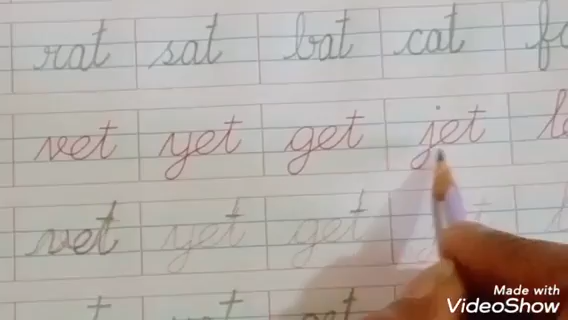 rat sat bat cat
vet yet get jet
vet yet get
Made with
VideoShow